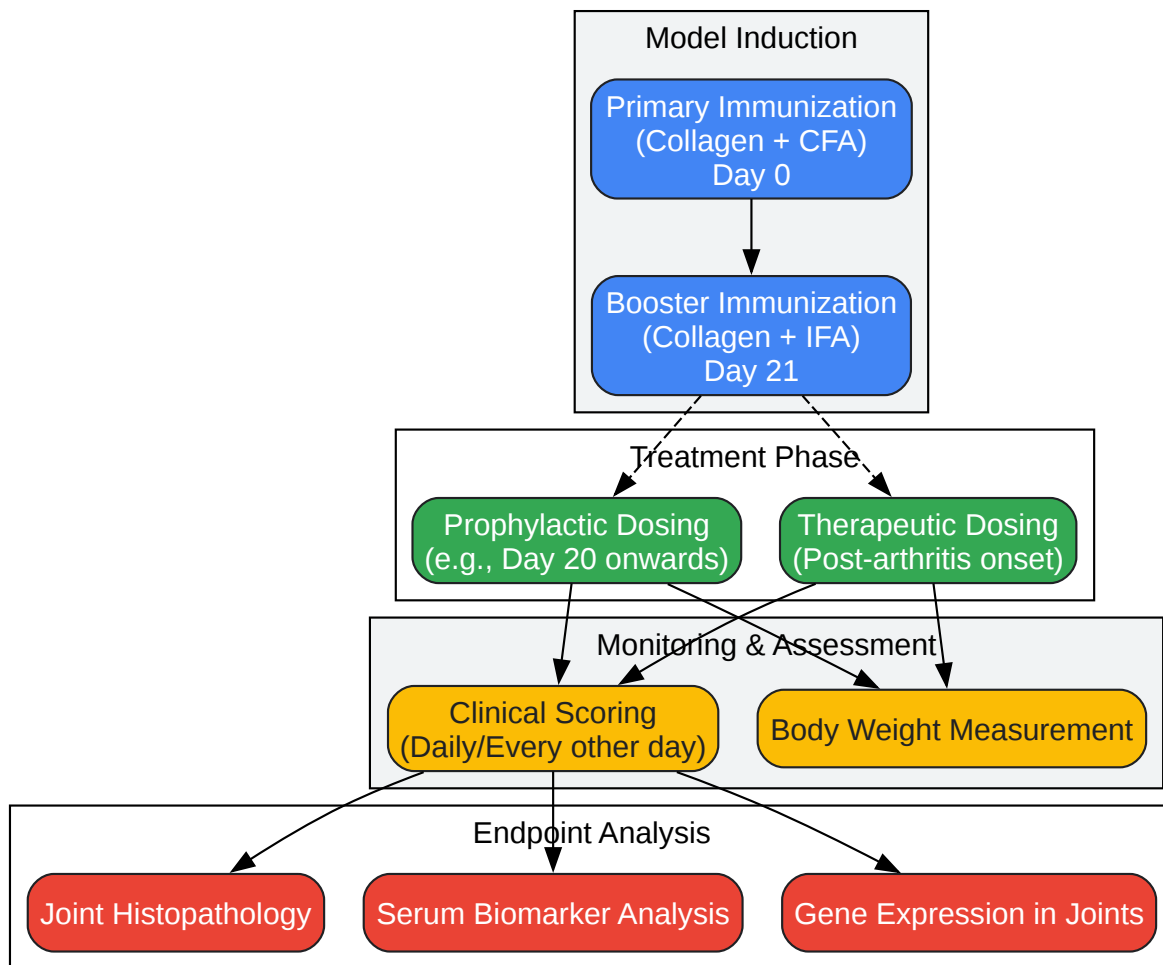 Model Induction
Primary Immunization
(Collagen + CFA)
Day 0
Booster Immunization
(Collagen + IFA)
Day 21
Treatment Phase
Prophylactic Dosing
(e.g., Day 20 onwards)
Therapeutic Dosing
(Post-arthritis onset)
Monitoring & Assessment
Clinical Scoring
(Daily/Every other day)
Body Weight Measurement
Endpoint Analysis
Joint Histopathology
Serum Biomarker Analysis
Gene Expression in Joints